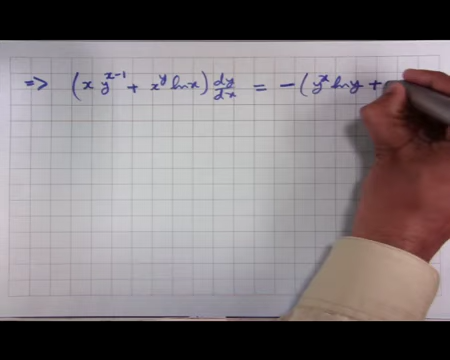 => (x y^{x-1} + x^y ln x) dy/dx = - (y^x ln y +